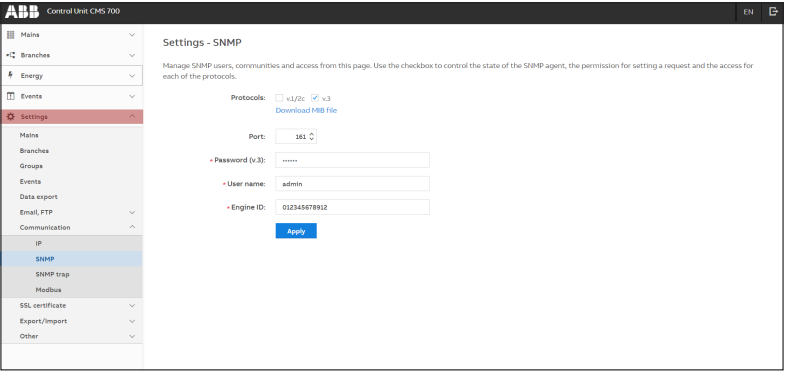 ABB Control Unit CMS 700 EN
Mains
Branches
Energy
Events
Settings
Mains
Branches
Groups
Events
Data export
Email, FTP
Communication
IP
SNMP
SNMP trap
Modbus
SSL certificate
Export/Import
Other
Settings - SNMP
Manage SNMP users, communities and access from this page. Use the checkbox to control the state of the SNMP agent, the permission for setting a request and the access for
each of the protocols.
Protocols: v.1/2c v.3
Download MIB file
Port: 161
* Password (v.3): ••••••
* User name: admin
* Engine ID: 012345678912
Apply